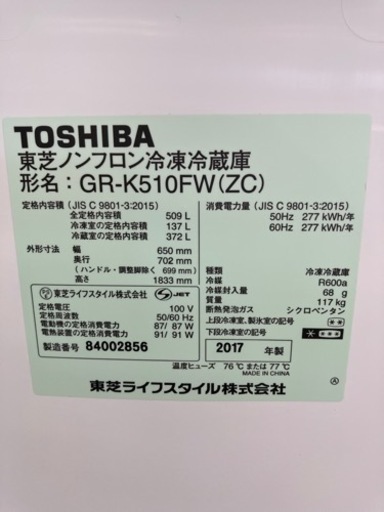 TOSHIBA
東芝ノンフロン冷凍冷蔵庫
形名：GR-K510FW(ZC)
定格内容積（JIS C 9801-3:2015）
全定格内容積 509 L
冷凍室の定格内容積 137 L
冷蔵室の定格内容積 372 L
外形寸法 幅 650 mm
奥行 702 mm
（ハンドル・調整脚除く 699 mm）
高さ 1833 mm
消費電力量（JIS C 9801-3:2015）
50Hz 277 kWh/年
60Hz 277 kWh/年
種類 冷凍冷蔵庫
冷媒 R600a
冷媒封入量 68 g
質量 117 kg
断熱発泡ガス シクロペンタン
上段冷凍室、製氷室の記号
下段冷凍室の記号
東芝ライフスタイル株式会社
S JET
定格電圧 100 V
定格周波数 50/60 Hz
電動機の定格消費電力 87/ 87 W
電熱装置の定格消費電力 91/ 91 W
製造番号 84002856
2017 年製
温度ヒューズ 76℃ または 77℃
MADE IN CHINA
東芝ライフスタイル株式会社
Ⓐ